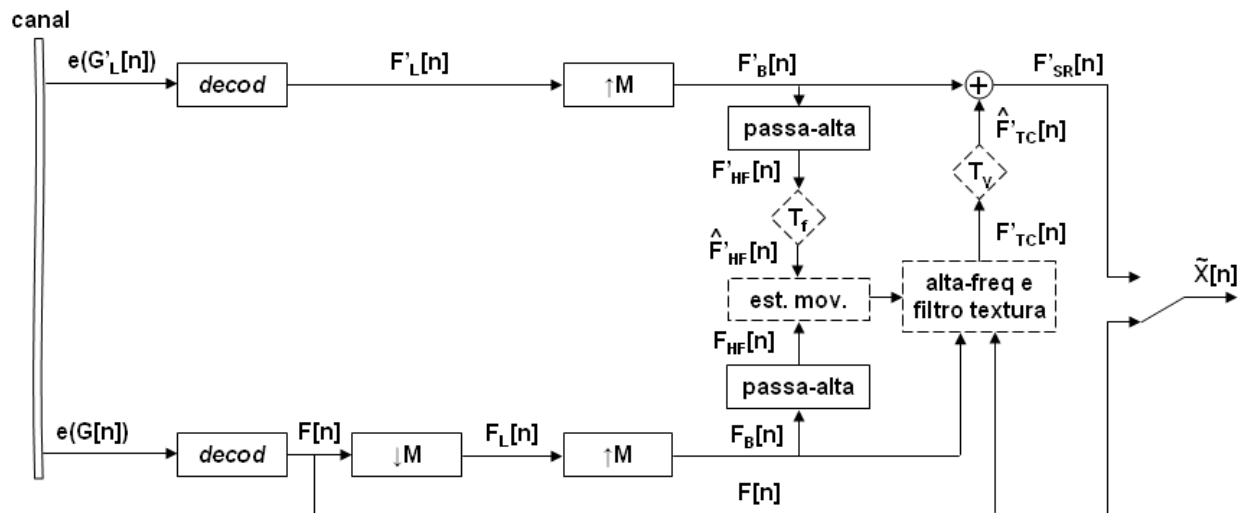 canal
e(G'L[n])
decod
F'L[n]
↑M
F'B[n]
+
F'SR[n]
passa-alta
F̂'TC[n]
F'HF[n]
Tv
Tf
F'TC[n]
F̂'HF[n]
est. mov.
alta-freq e
filtro textura
X̃[n]
FHF[n]
passa-alta
e(G[n])
decod
F[n]
↓M
FL[n]
↑M
FB[n]
F[n]